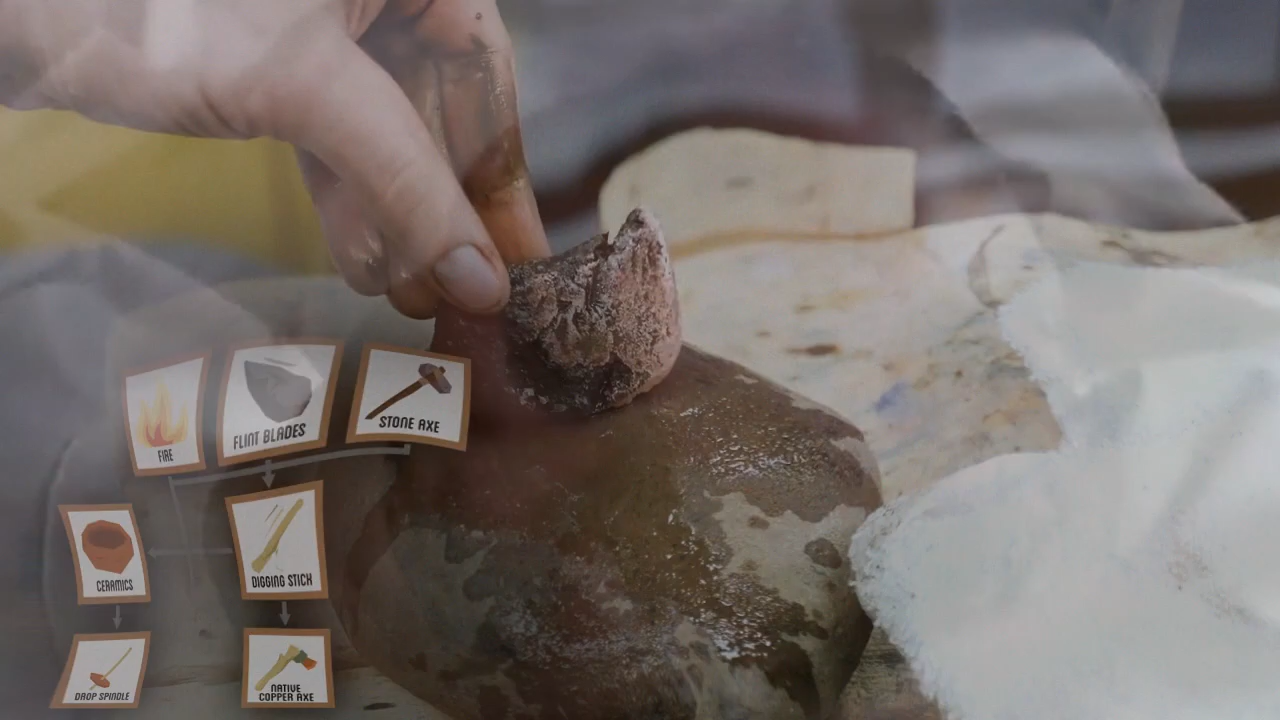 FIRE
FLINT BLADES
STONE AXE
CERAMICS
DIGGING STICK
DROP SPINDLE
NATIVE
COPPER AXE